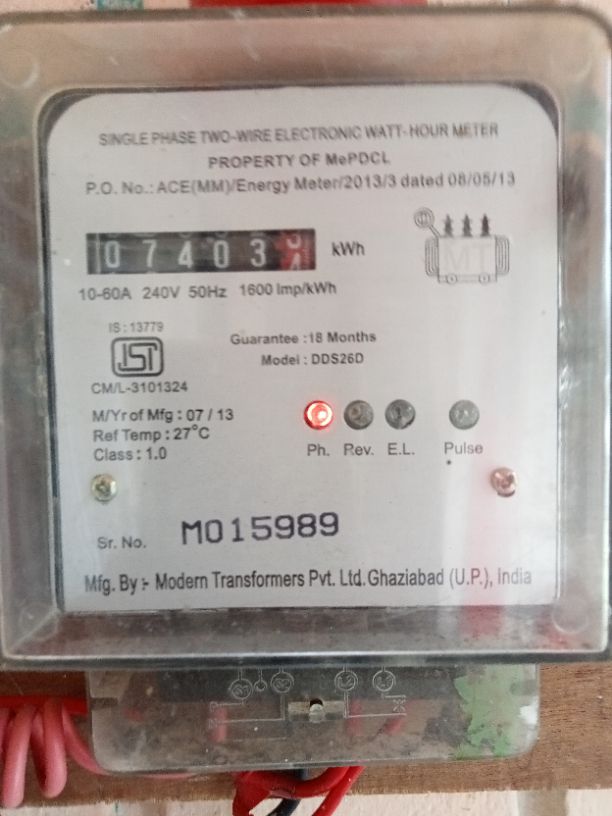 SINGLE PHASE TWO-WIRE ELECTRONIC WATT-HOUR METER
PROPERTY OF MePDCL
P.O. No.: ACE(MM)/Energy Meter/2013/3 dated 08/05/13
07403 kWh
10-60A 240V 50Hz 1600 Imp/kWh
MT
IS : 13779
ISI
CM/L-3101324
Guarantee :18 Months
Model : DDS26D
M/Yr of Mfg : 07 / 13
Ref Temp : 27°C
Class : 1.0
Ph. Rev. E.L. Pulse
Sr. No. M015989
Mfg. By :- Modern Transformers Pvt. Ltd. Ghaziabad (U.P.), India